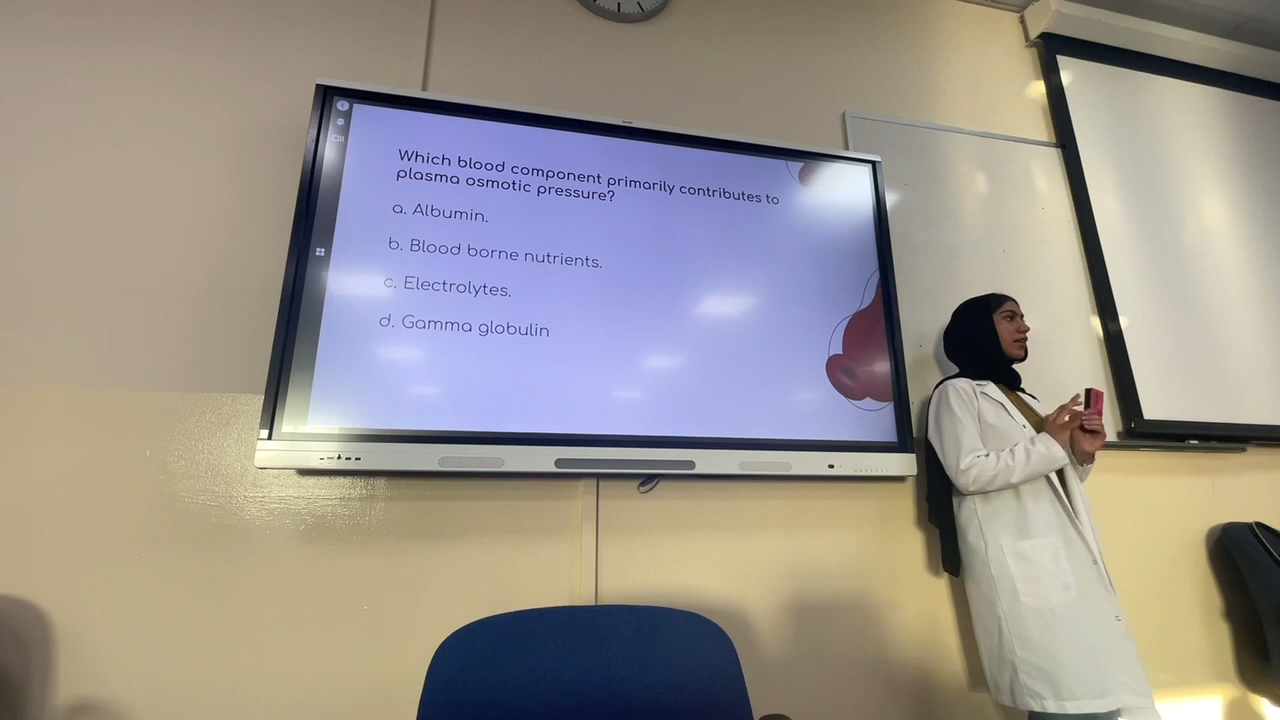 Which blood component primarily contributes to
plasma osmotic pressure?
a. Albumin.
b. Blood borne nutrients.
c. Electrolytes.
d. Gamma globulin